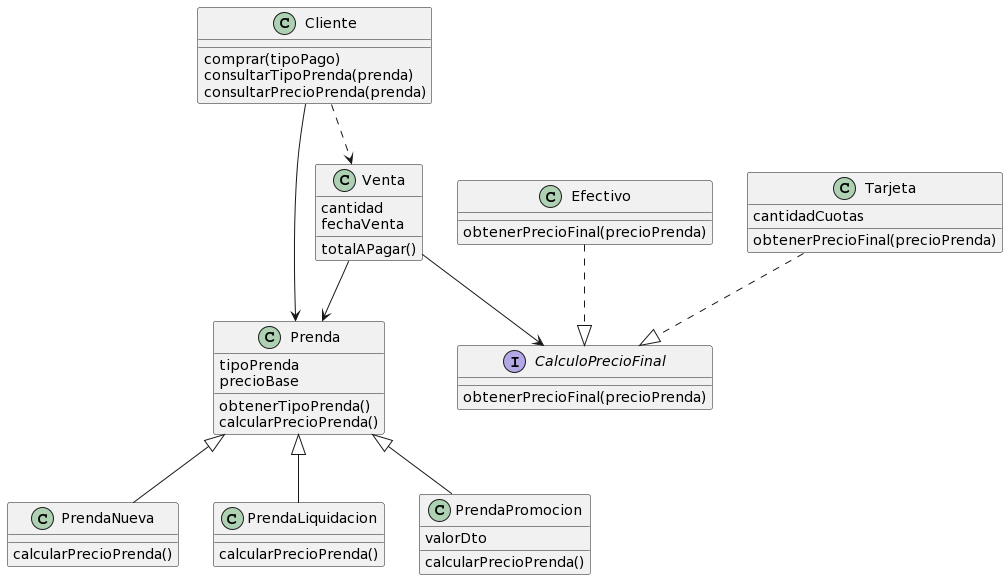 C Cliente
comprar(tipoPago)
consultarTipoPrenda(prenda)
consultarPrecioPrenda(prenda)
C Venta
cantidad
fechaVenta
totalAPagar()
C Efectivo
obtenerPrecioFinal(precioPrenda)
C Tarjeta
cantidadCuotas
obtenerPrecioFinal(precioPrenda)
C Prenda
tipoPrenda
precioBase
obtenerTipoPrenda()
calcularPrecioPrenda()
I CalculoPrecioFinal
obtenerPrecioFinal(precioPrenda)
C PrendaNueva
calcularPrecioPrenda()
C PrendaLiquidacion
calcularPrecioPrenda()
C PrendaPromocion
valorDto
calcularPrecioPrenda()